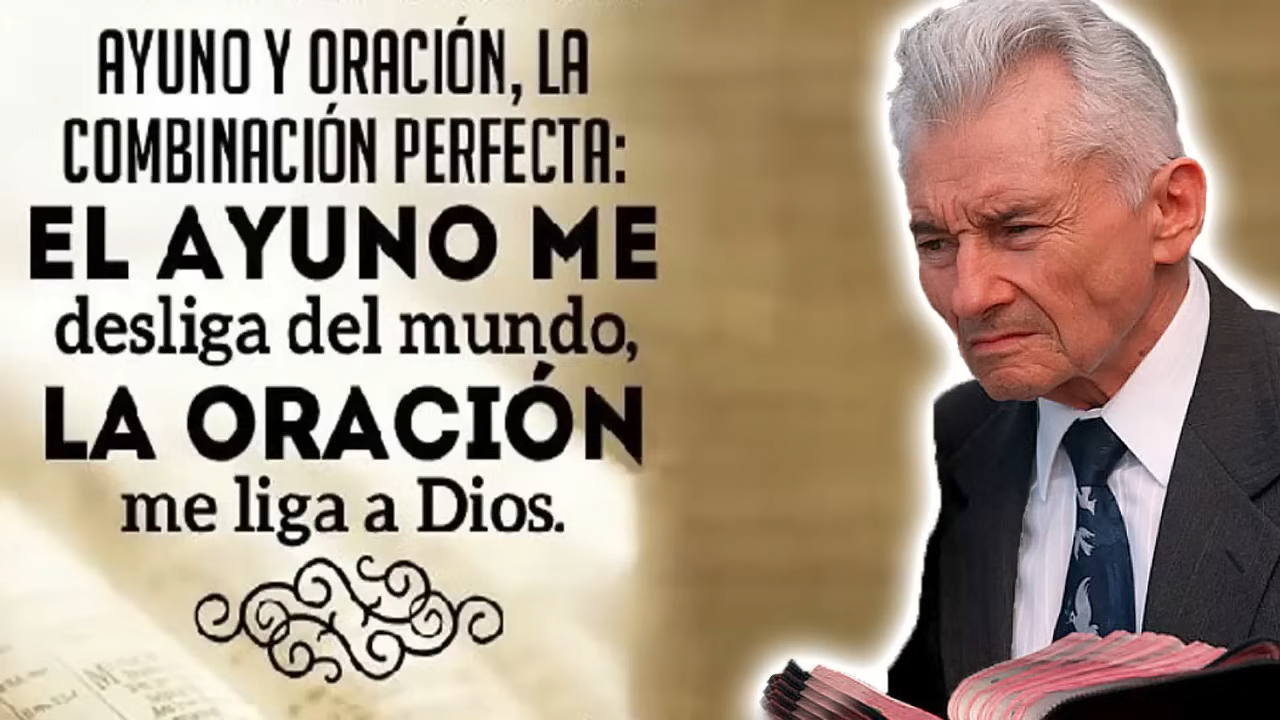 AYUNO Y ORACIÓN, LA
COMBINACIÓN PERFECTA:
EL AYUNO ME
desliga del mundo,
LA ORACIÓN
me liga a Dios.